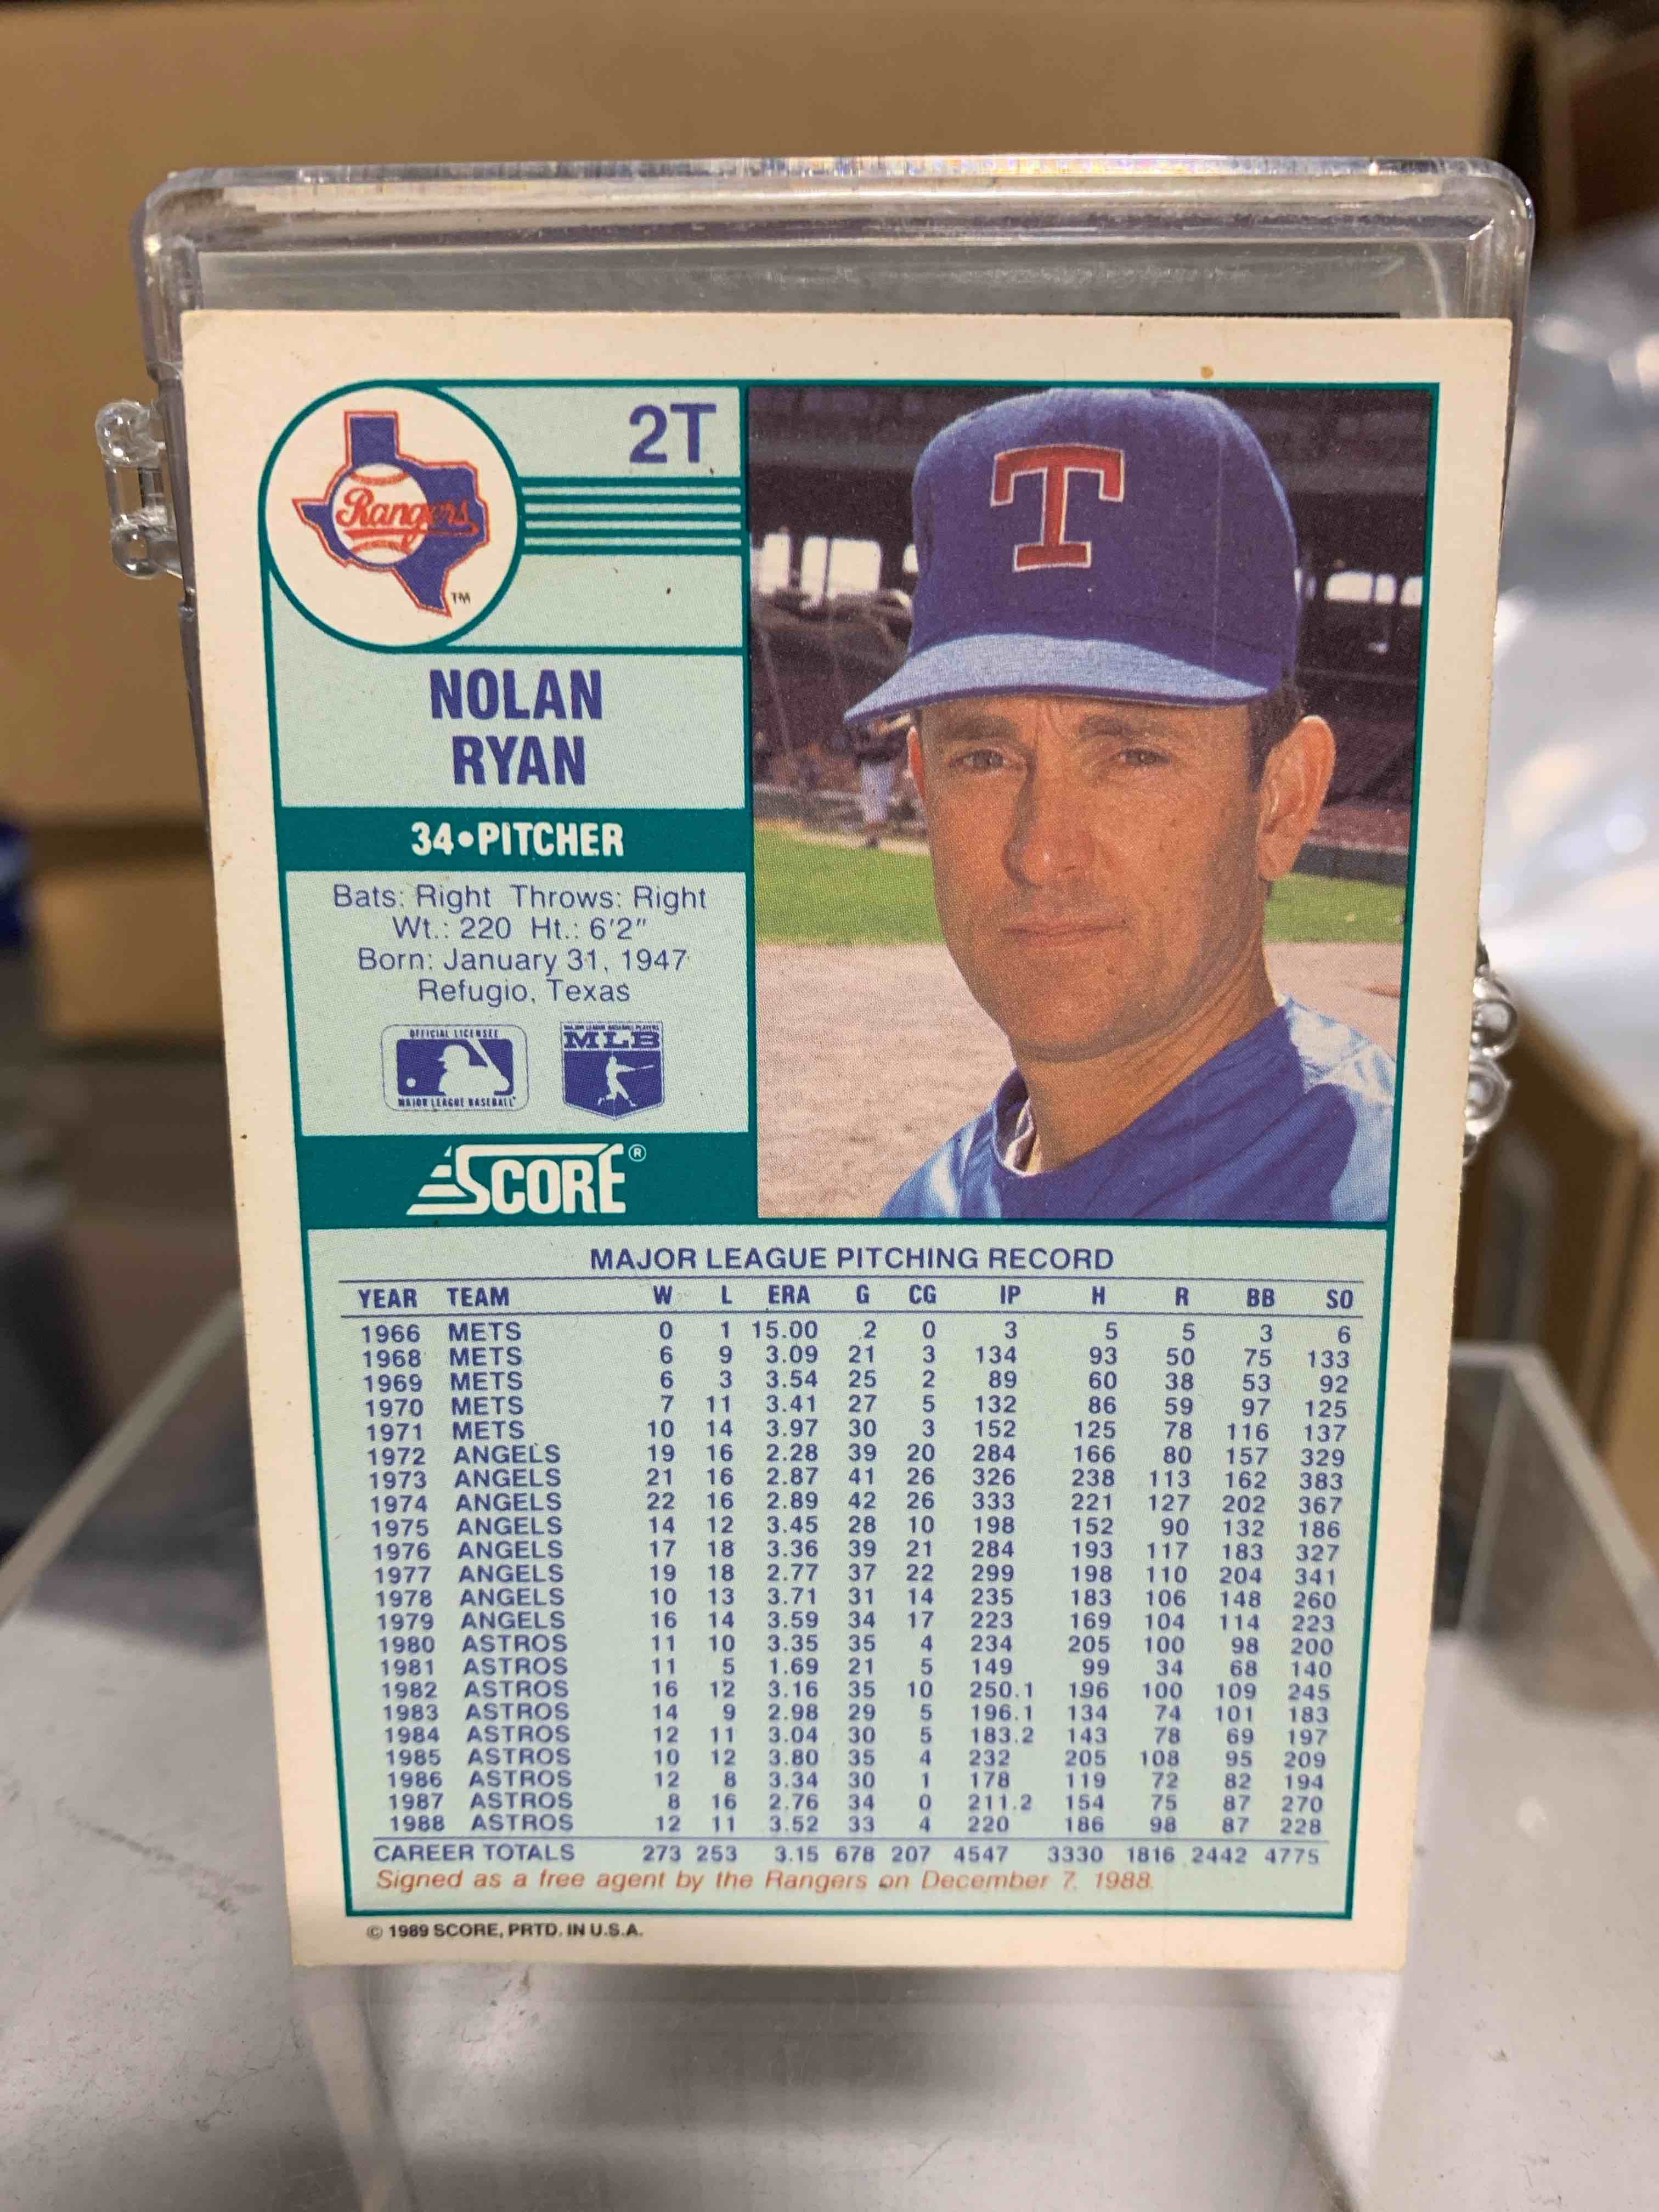 2T
Rangers
TM
T
NOLAN
RYAN
34•PITCHER
Bats: Right Throws: Right
Wt.: 220 Ht.: 6'2"
Born: January 31, 1947
Refugio, Texas
OFFICIAL LICENSEE
MAJOR LEAGUE BASEBALL
MAJOR LEAGUE BASEBALL PLAYERS
MLB
SCORE®
MAJOR LEAGUE PITCHING RECORD
YEAR TEAM W L ERA G CG IP H R BB SO
1966 METS 0 1 15.00 2 0 3 5 5 3 6
1968 METS 6 9 3.09 21 3 134 93 50 75 133
1969 METS 6 3 3.54 25 2 89 60 38 53 92
1970 METS 7 11 3.41 27 5 132 86 59 97 125
1971 METS 10 14 3.97 30 3 152 125 78 116 137
1972 ANGELS 19 16 2.28 39 20 284 166 80 157 329
1973 ANGELS 21 16 2.87 41 26 326 238 113 162 383
1974 ANGELS 22 16 2.89 42 26 333 221 127 202 367
1975 ANGELS 14 12 3.45 28 10 198 152 90 132 186
1976 ANGELS 17 18 3.36 39 21 284 193 117 183 327
1977 ANGELS 19 18 2.77 37 22 299 198 110 204 341
1978 ANGELS 10 13 3.71 31 14 235 183 106 148 260
1979 ANGELS 16 14 3.59 34 17 223 169 104 114 223
1980 ASTROS 11 10 3.35 35 4 234 205 100 98 200
1981 ASTROS 11 5 1.69 21 5 149 99 34 68 140
1982 ASTROS 16 12 3.16 35 10 250.1 196 100 109 245
1983 ASTROS 14 9 2.98 29 5 196.1 134 74 101 183
1984 ASTROS 12 11 3.04 30 5 183.2 143 78 69 197
1985 ASTROS 10 12 3.80 35 4 232 205 108 95 209
1986 ASTROS 12 8 3.34 30 1 178 119 72 82 194
1987 ASTROS 8 16 2.76 34 0 211.2 154 75 87 270
1988 ASTROS 12 11 3.52 33 4 220 186 98 87 228
CAREER TOTALS 273 253 3.15 678 207 4547 3330 1816 2442 4775
Signed as a free agent by the Rangers on December 7, 1988.
© 1989 SCORE, PRTD. IN U.S.A.